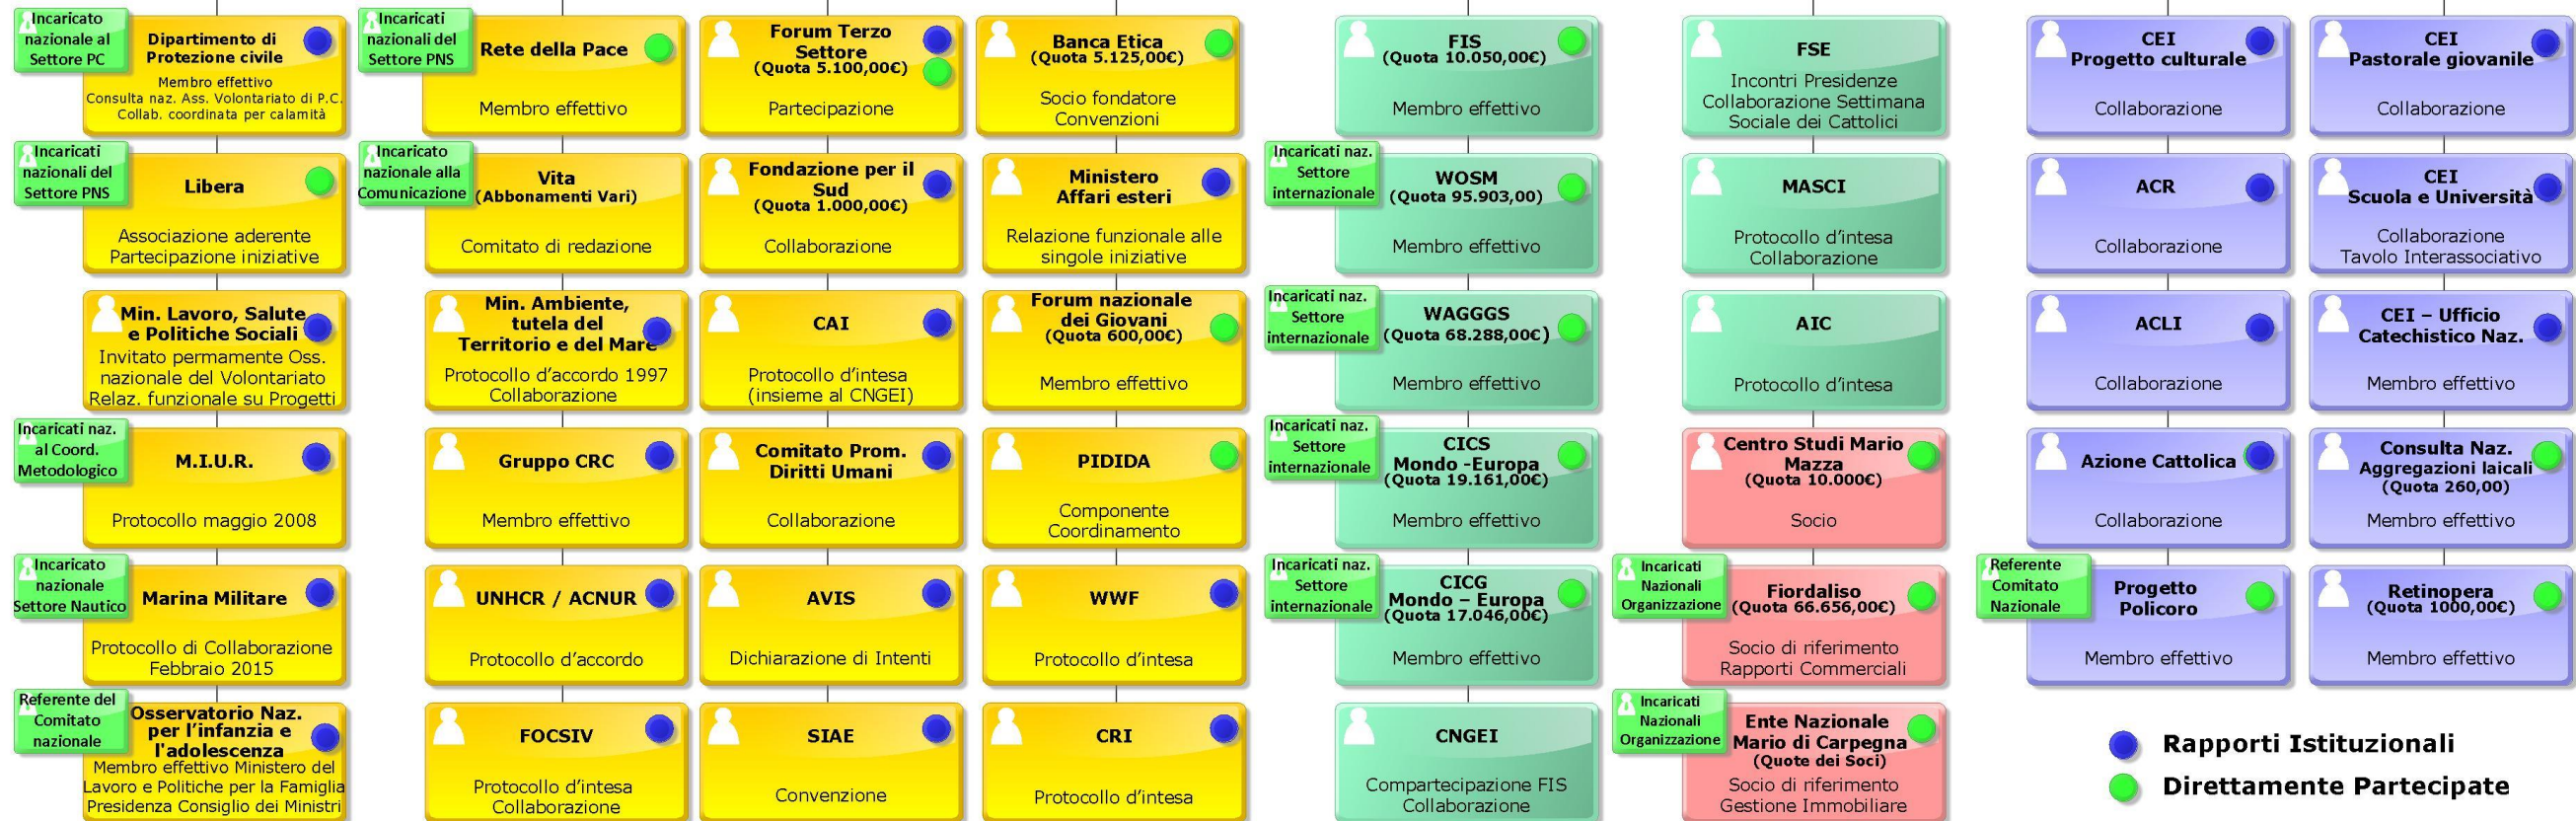 Incaricato
nazionale al
Settore PC
Dipartimento di
Protezione civile
Membro effettivo
Consulta naz. Ass. Volontariato di P.C.
Collab. coordinata per calamità
Incaricati
nazionali del
Settore PNS
Rete della Pace
Membro effettivo
Forum Terzo
Settore
(Quota 5.100,00€)
Partecipazione
Banca Etica
(Quota 5.125,00€)
Socio fondatore
Convenzioni
FIS
(Quota 10.050,00€)
Membro effettivo
FSE
Incontri Presidenze
Collaborazione Settimana
Sociale dei Cattolici
CEI
Progetto culturale
Collaborazione
CEI
Pastorale giovanile
Collaborazione
Incaricati
nazionali del
Settore PNS
Libera
Associazione aderente
Partecipazione iniziative
Incaricato
nazionale alla
Comunicazione
Vita
(Abbonamenti Vari)
Comitato di redazione
Fondazione per il
Sud
(Quota 1.000,00€)
Collaborazione
Ministero
Affari esteri
Relazione funzionale alle
singole iniziative
Incaricati naz.
Settore
internazionale
WOSM
(Quota 95.903,00)
Membro effettivo
MASCI
Protocollo d'intesa
Collaborazione
ACR
Collaborazione
CEI
Scuola e Università
Collaborazione
Tavolo Interassociativo
Min. Lavoro, Salute
e Politiche Sociali
Invitato permamente Oss.
nazionale del Volontariato
Relaz. funzionale su Progetti
Min. Ambiente,
tutela del
Territorio e del Mare
Protocollo d'accordo 1997
Collaborazione
CAI
Protocollo d'intesa
(insieme al CNGEI)
Forum nazionale
dei Giovani
(Quota 600,00€)
Membro effettivo
Incaricati naz.
Settore
internazionale
WAGGGS
(Quota 68.288,00€)
Membro effettivo
AIC
Protocollo d'intesa
ACLI
Collaborazione
CEI – Ufficio
Catechistico Naz.
Membro effettivo
Incaricati naz.
al Coord.
Metodologico
M.I.U.R.
Protocollo maggio 2008
Gruppo CRC
Membro effettivo
Comitato Prom.
Diritti Umani
Collaborazione
PIDIDA
Componente
Coordinamento
Incaricati naz.
Settore
internazionale
CICS
Mondo -Europa
(Quota 19.161,00€)
Membro effettivo
Centro Studi Mario
Mazza
(Quota 10.000€)
Socio
Azione Cattolica
Collaborazione
Consulta Naz.
Aggregazioni laicali
(Quota 260,00)
Membro effettivo
Incaricato
nazionale
Settore Nautico
Marina Militare
Protocollo di Collaborazione
Febbraio 2015
UNHCR / ACNUR
Protocollo d'accordo
AVIS
Dichiarazione di Intenti
WWF
Protocollo d'intesa
Incaricati naz.
Settore
internazionale
CICG
Mondo – Europa
(Quota 17.046,00€)
Membro effettivo
Incaricati
Nazionali
Organizzazione
Fiordaliso
(Quota 66.656,00€)
Socio di riferimento
Rapporti Commerciali
Referente
Comitato
Nazionale
Progetto
Policoro
Membro effettivo
Retinopera
(Quota 1000,00€)
Membro effettivo
Referente del
Comitato
nazionale
Osservatorio Naz.
per l'infanzia e
l'adolescenza
Membro effettivo Ministero del
Lavoro e Politiche per la Famiglia
Presidenza Consiglio dei Ministri
FOCSIV
Protocollo d'intesa
Collaborazione
SIAE
Convenzione
CRI
Protocollo d'intesa
CNGEI
Compartecipazione FIS
Collaborazione
Incaricati
Nazionali
Organizzazione
Ente Nazionale
Mario di Carpegna
(Quote dei Soci)
Socio di riferimento
Gestione Immobiliare
Rapporti Istituzionali
Direttamente Partecipate